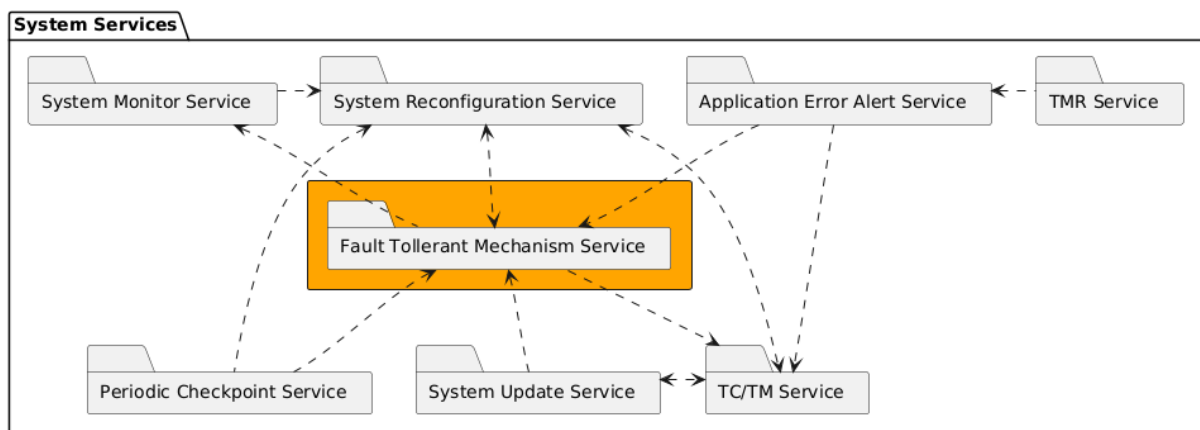 System Services
System Monitor Service
System Reconfiguration Service
Application Error Alert Service
TMR Service
Fault Tollerant Mechanism Service
Periodic Checkpoint Service
System Update Service
TC/TM Service